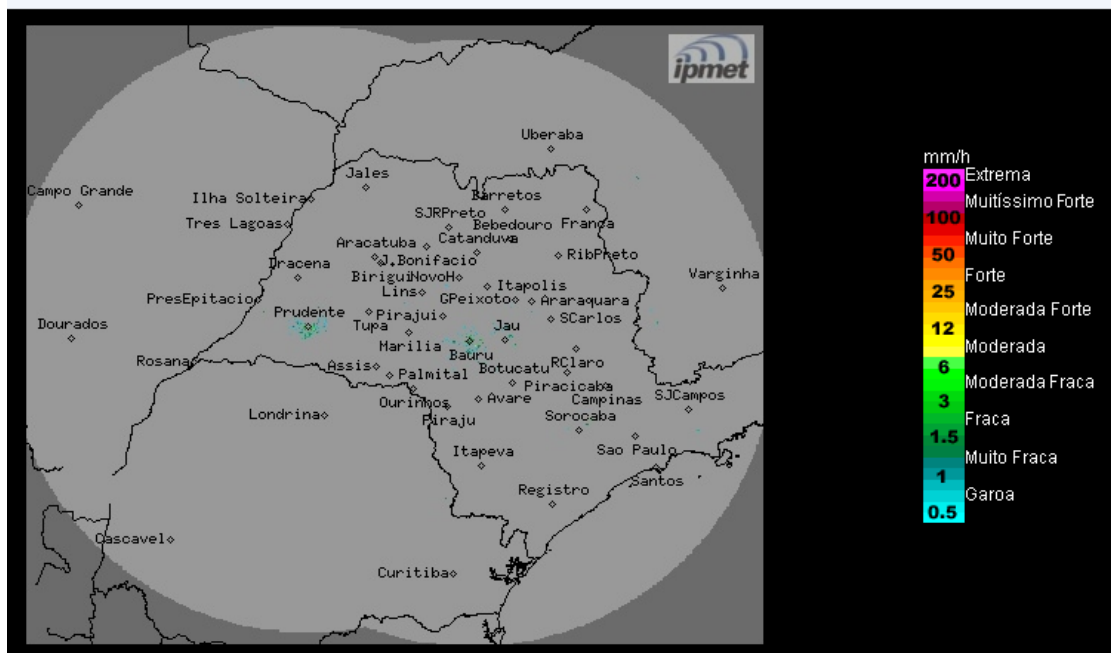 ipmet
Uberaba
Jales
Campo Grande
Ilha Solteira
Barretos
SJRPreto
Tres Lagoas
Bebedouro
Franca
Aracatuba
Catanduva
J.Bonifacio
RibPreto
Dracena
BiriguiNovoH
Varginha
Lins
Itapolis
PresEpitacio
GPeixoto
Araraquara
Prudente
Pirajui
SCarlos
Dourados
Tupa
Jau
Marilia
Bauru
Rosana
Assis
Botucatu
RClaro
Palmital
Piracicaba
Ourinhos
Avare
Campinas
SJCampos
Londrina
Piraju
Sorocaba
Itapeva
Sao Paulo
Registro
Santos
Cascavel
Curitiba
mm/h
200 Extrema
Muitíssimo Forte
100
Muito Forte
50
Forte
25
Moderada Forte
12
Moderada
6
Moderada Fraca
3
Fraca
1.5
Muito Fraca
1
Garoa
0.5